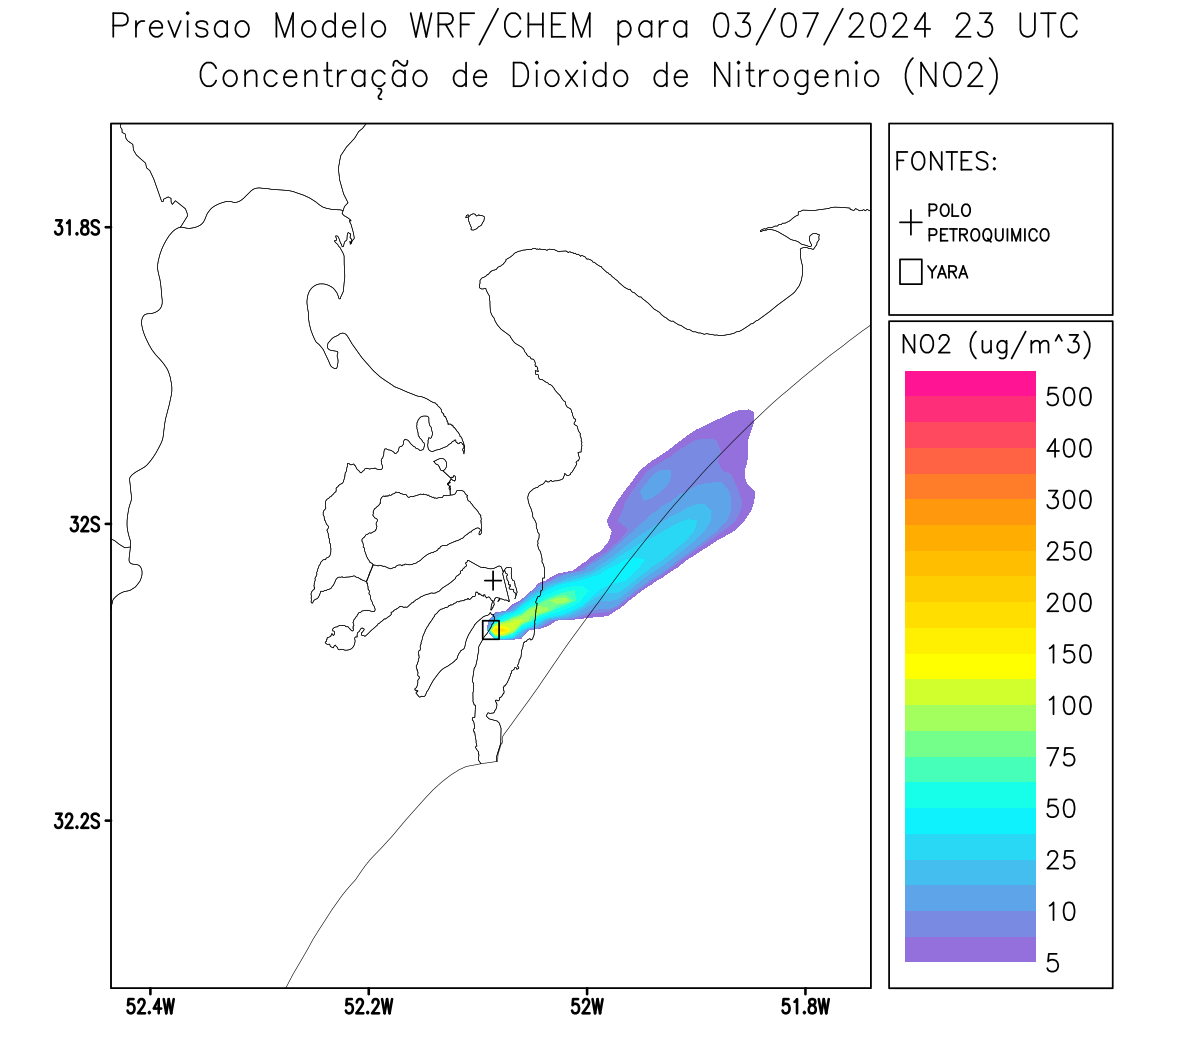 Previsao Modelo WRF/CHEM para 03/07/2024 23 UTC
Concentração de Dioxido de Nitrogenio (NO2)
FONTES:
POLO
PETROQUIMICO
YARA
NO2 (ug/m^3)
500
400
300
250
200
150
100
75
50
25
10
5
31.8S
32S
32.2S
52.4W
52.2W
52W
51.8W